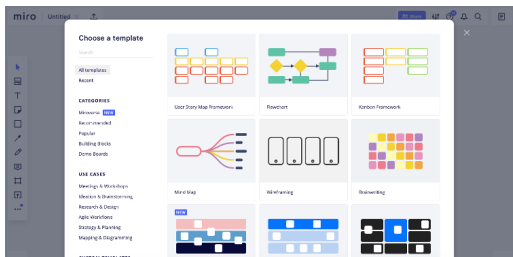 miro
Untitled
Choose a template
Search
All templates
Recent
CATEGORIES
Miroverse NEW
Recommended
Popular
Building Blocks
Demo Boards
USE CASES
Meetings & Workshops
Ideation & Brainstorming
Research & Design
Agile Workflows
Strategy & Planning
Mapping & Diagramming
User Story Map Framework
Flowchart
Kanban Framework
Mind Map
Wireframing
Brainwriting
NEW